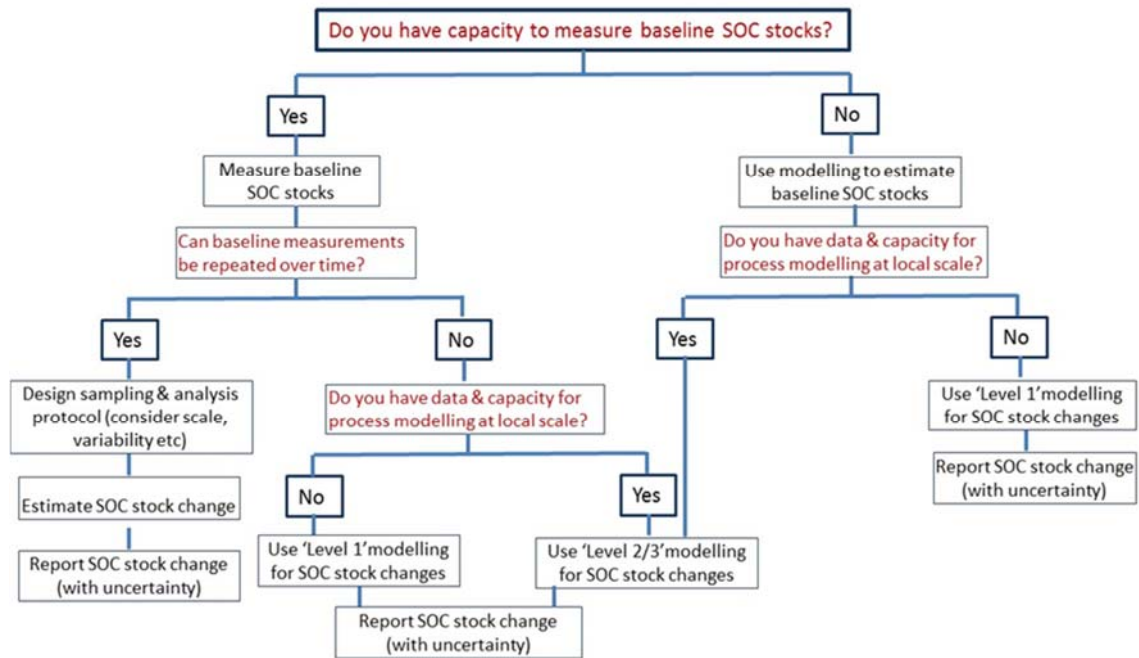 Do you have capacity to measure baseline SOC stocks?
Yes
No
Measure baseline
SOC stocks
Use modelling to estimate
baseline SOC stocks
Can baseline measurements
be repeated over time?
Do you have data & capacity for
process modelling at local scale?
Yes
No
Yes
No
Design sampling & analysis
protocol (consider scale,
variability etc)
Do you have data & capacity for
process modelling at local scale?
Use ‘Level 1’modelling
for SOC stock changes
Estimate SOC stock change
No
Yes
Report SOC stock change
(with uncertainty)
Report SOC stock change
(with uncertainty)
Use ‘Level 1’modelling
for SOC stock changes
Use ‘Level 2/3’modelling
for SOC stock changes
Report SOC stock change
(with uncertainty)